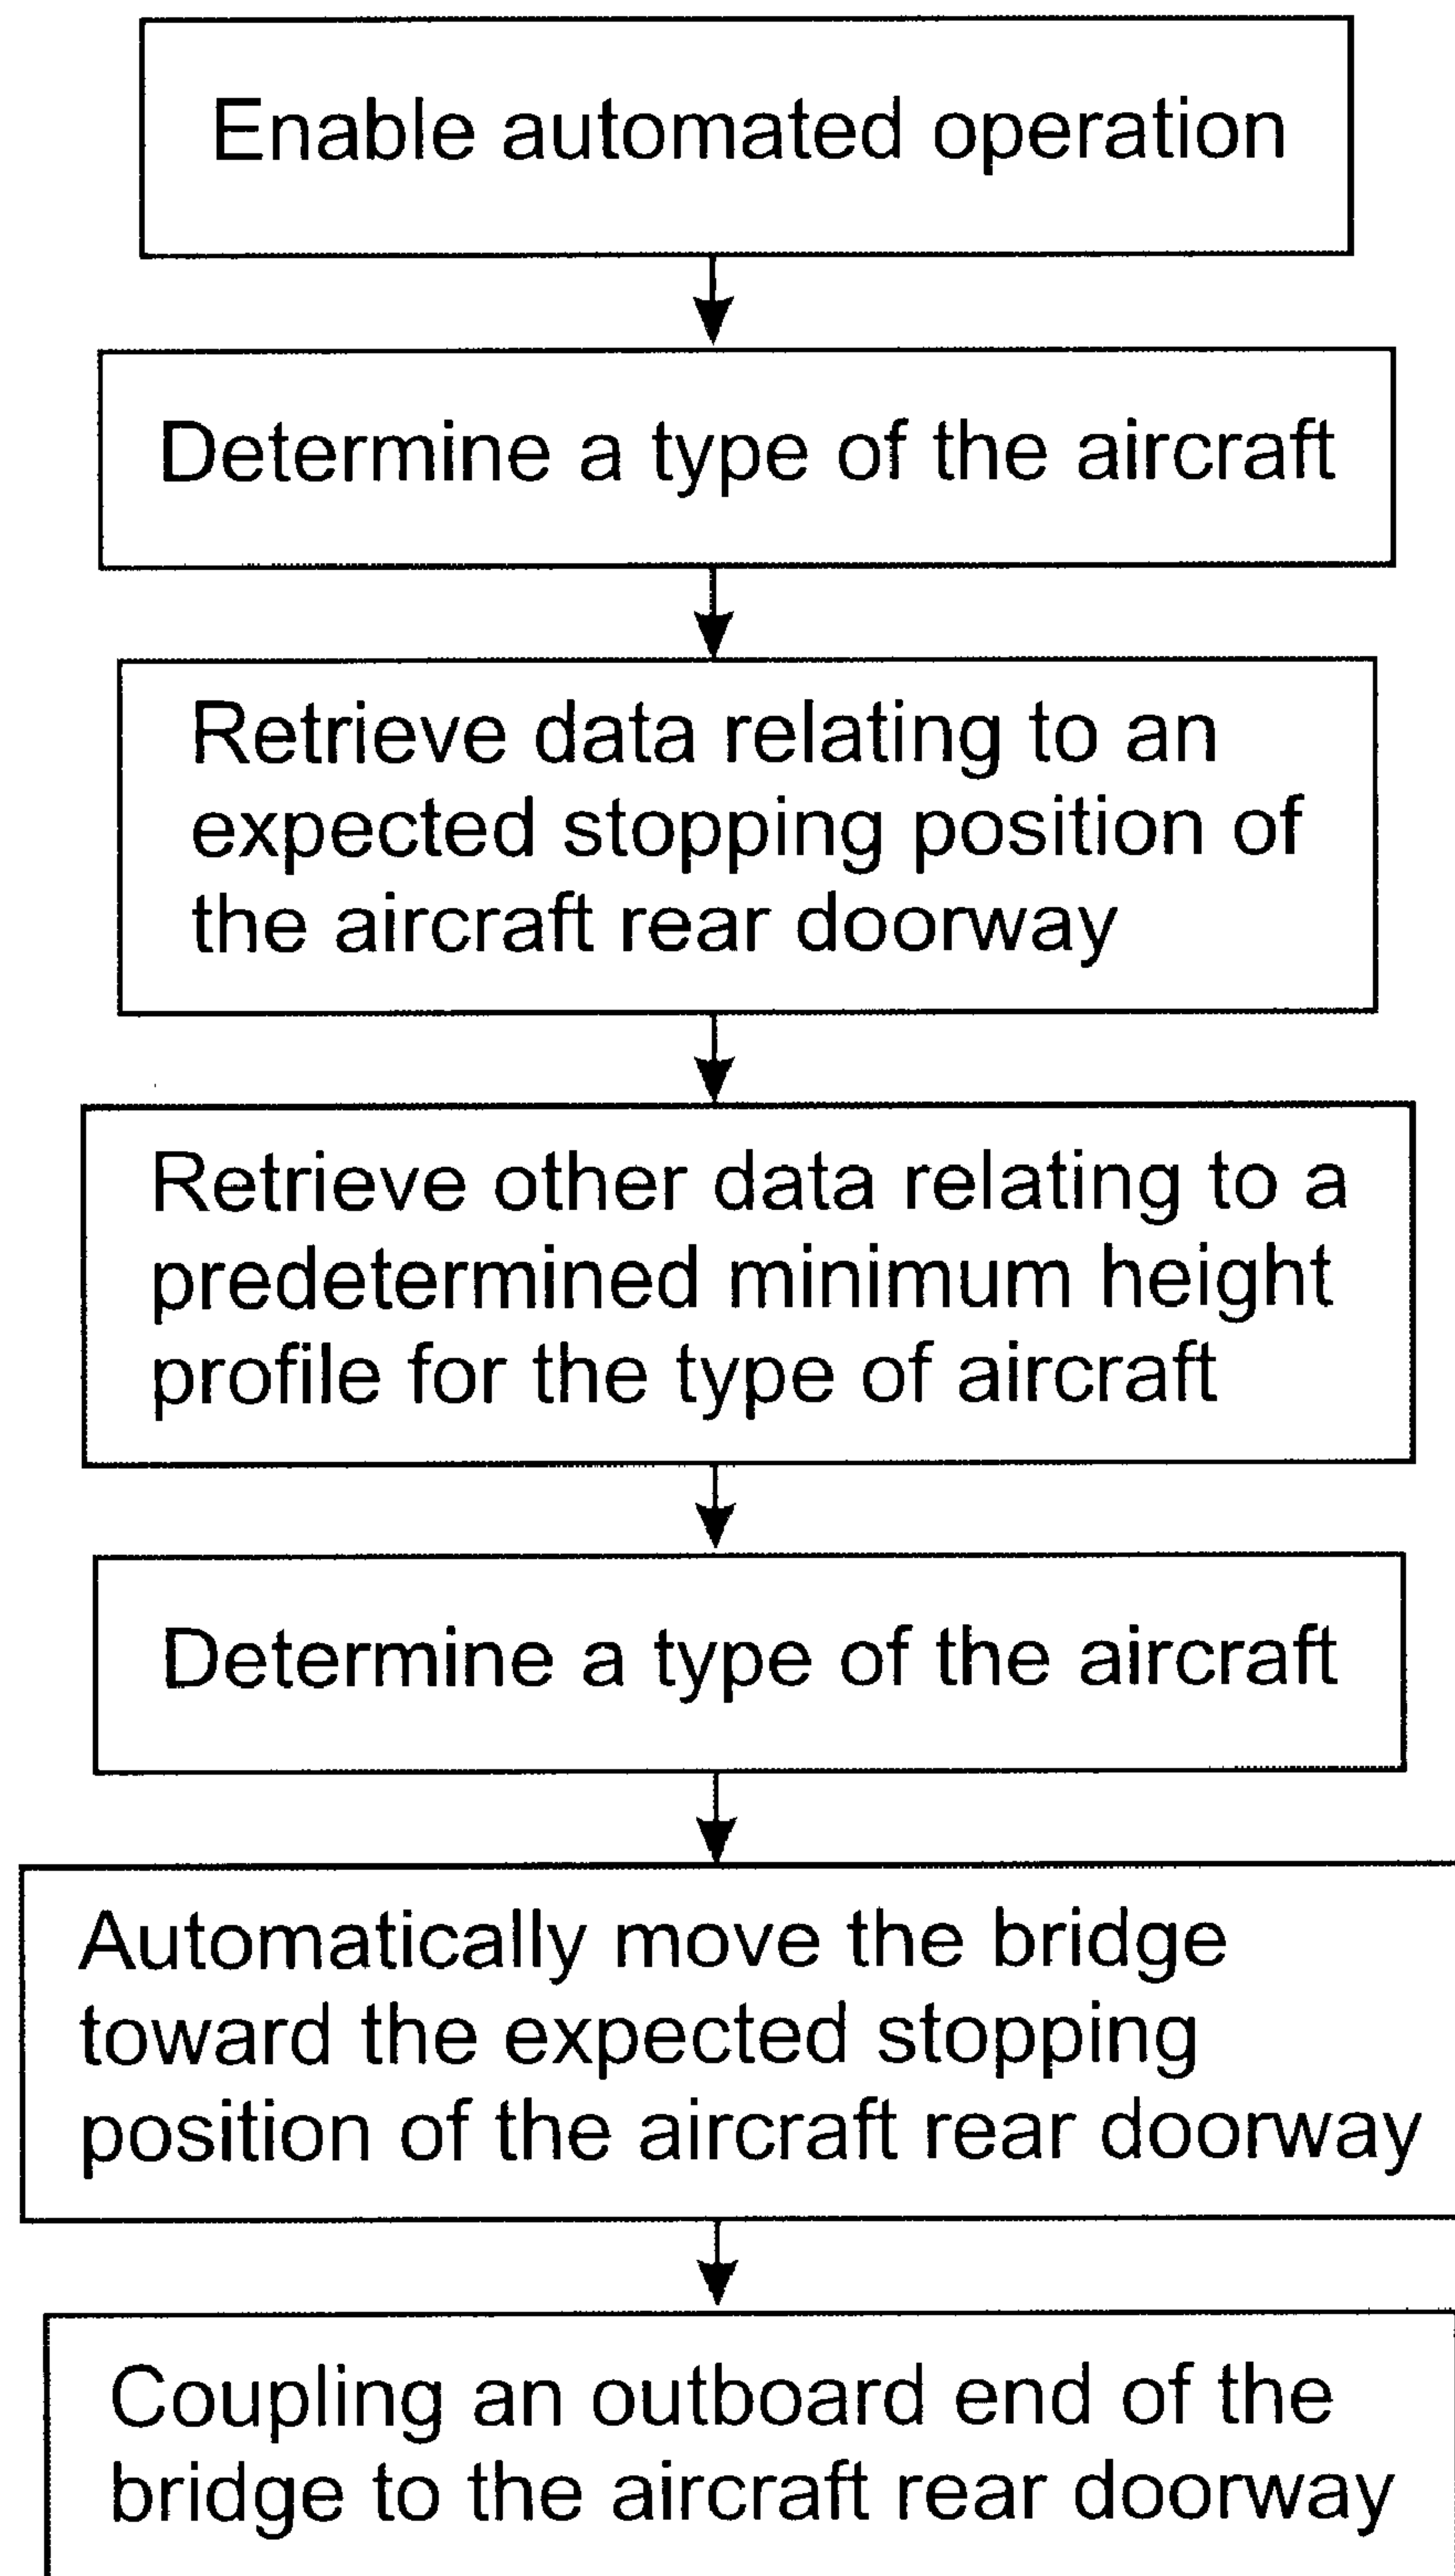 Enable automated operation
Determine a type of the aircraft
Retrieve data relating to an
expected stopping position of
the aircraft rear doorway
Retrieve other data relating to a
predetermined minimum height
profile for the type of aircraft
Determine a type of the aircraft
Automatically move the bridge
toward the expected stopping
position of the aircraft rear doorway
Coupling an outboard end of the
bridge to the aircraft rear doorway